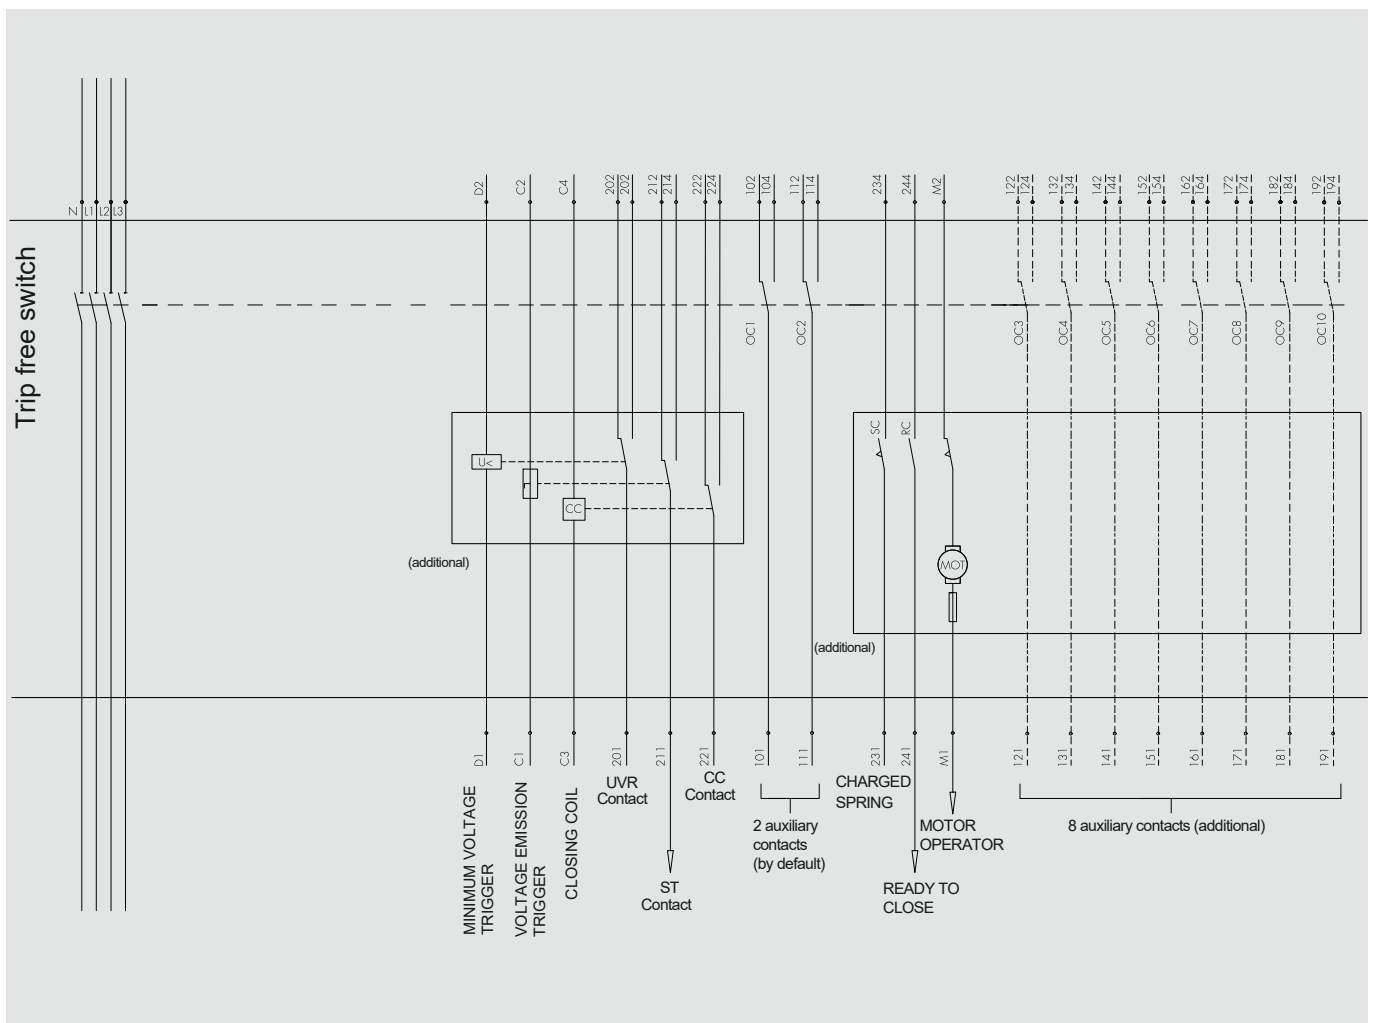 Trip free switch
N L1 L2 L3
D2
C2
C4
202
202
212
214
222
224
102
104
112
114
234
244
M2
122
124
132
134
142
144
152
154
162
164
172
174
182
184
192
194
OC1
OC2
OC3
OC4
OC5
OC6
OC7
OC8
OC9
OC10
SC
RC
U<
CC
MOT
(additional)
(additional)
D1
C1
C3
201
211
221
101
111
231
241
M1
121
131
141
151
161
171
181
191
MINIMUM VOLTAGE
TRIGGER
VOLTAGE EMISSION
TRIGGER
CLOSING COIL
UVR
Contact
ST
Contact
CC
Contact
2 auxiliary
contacts
(by default)
CHARGED
SPRING
READY TO
CLOSE
MOTOR
OPERATOR
8 auxiliary contacts (additional)